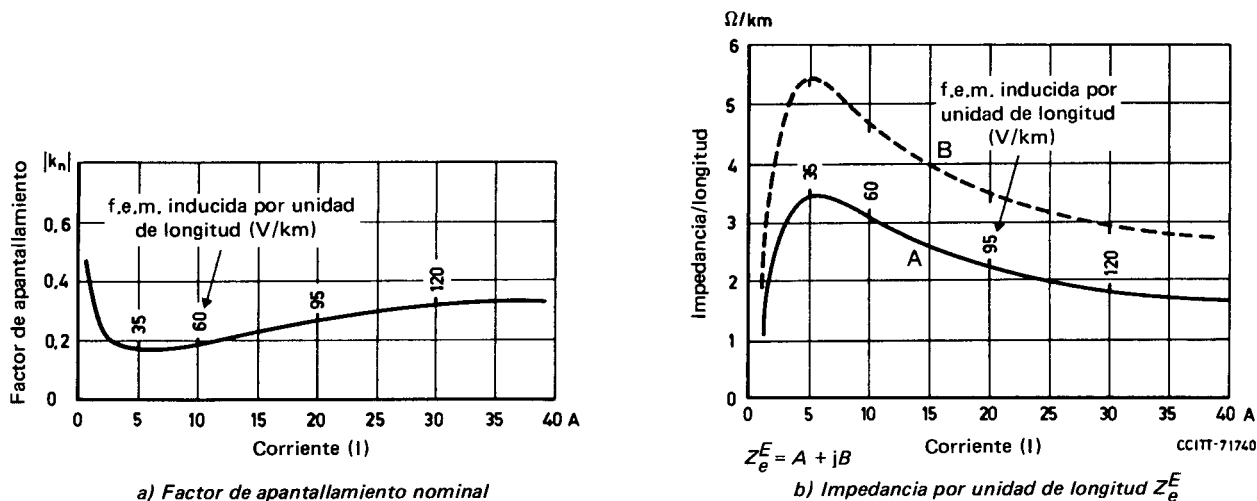 |kₙ|
Factor de apantallamiento
0,6
0,4
0,2
0
f.e.m. inducida por unidad
de longitud (V/km)
35
60
95
120
0 5 10 15 20 25 30 35 40 A
Corriente (I)
a) Factor de apantallamiento nominal
Ω/km
Impedancia/longitud
6
5
4
3
2
1
0
f.e.m. inducida por
unidad de longitud
(V/km)
B
A
35
60
95
120
0 5 10 15 20 25 30 35 40 A
Corriente (I)
CCITT-71740
Z_e^E = A + jB
b) Impedancia por unidad de longitud Z_e^E